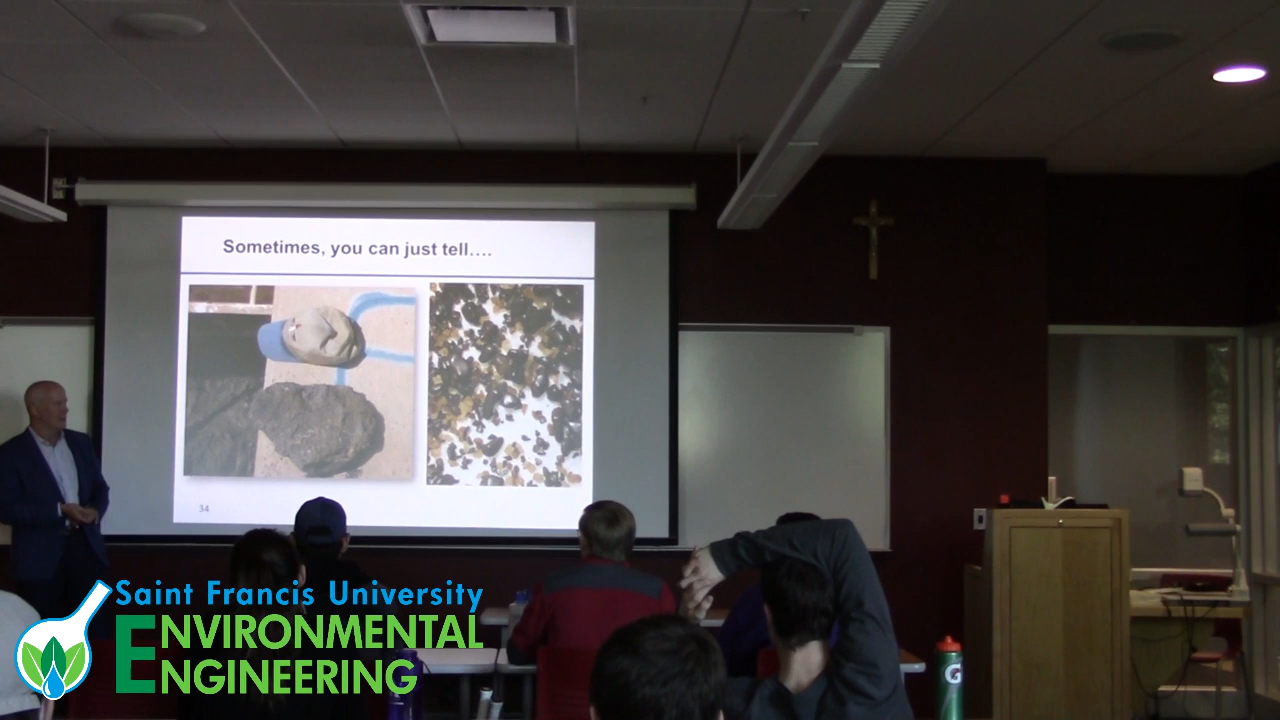 Sometimes, you can just tell....
34
Saint Francis University
ENVIRONMENTAL
ENGINEERING
G